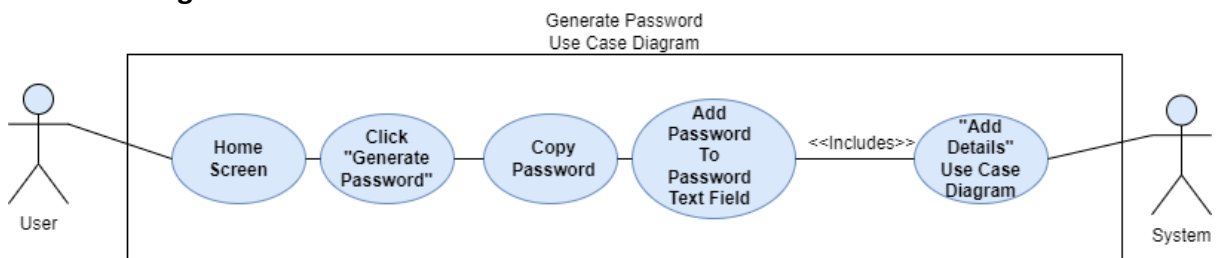 Generate Password
Use Case Diagram
Home
Screen
Click
"Generate
Password"
Copy
Password
Add
Password
To
Password
Text Field
<<Includes>>
"Add
Details"
Use Case
Diagram
User
System